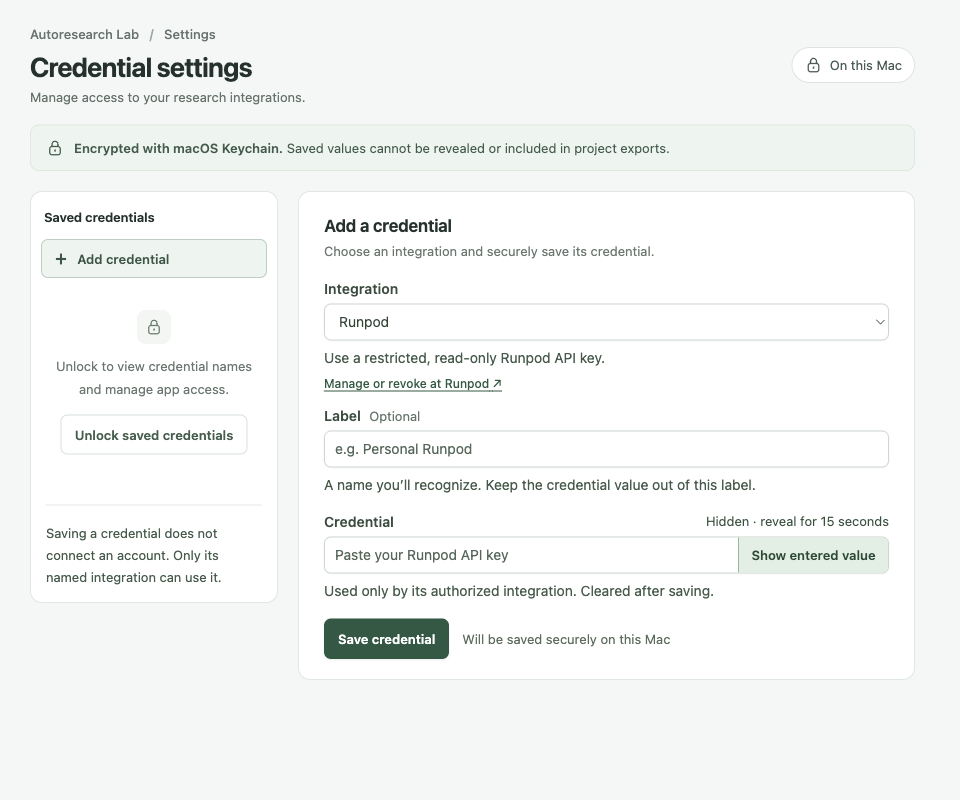 Autoresearch Lab / Settings
Credential settings
Manage access to your research integrations.
On this Mac
Encrypted with macOS Keychain. Saved values cannot be revealed or included in project exports.
Saved credentials
+ Add credential
Unlock to view credential names
and manage app access.
Unlock saved credentials
Saving a credential does not
connect an account. Only its
named integration can use it.
Add a credential
Choose an integration and securely save its credential.
Integration
Runpod
Use a restricted, read-only Runpod API key.
Manage or revoke at Runpod ↗
Label Optional
e.g. Personal Runpod
A name you’ll recognize. Keep the credential value out of this label.
Credential Hidden · reveal for 15 seconds
Paste your Runpod API key Show entered value
Used only by its authorized integration. Cleared after saving.
Save credential Will be saved securely on this Mac